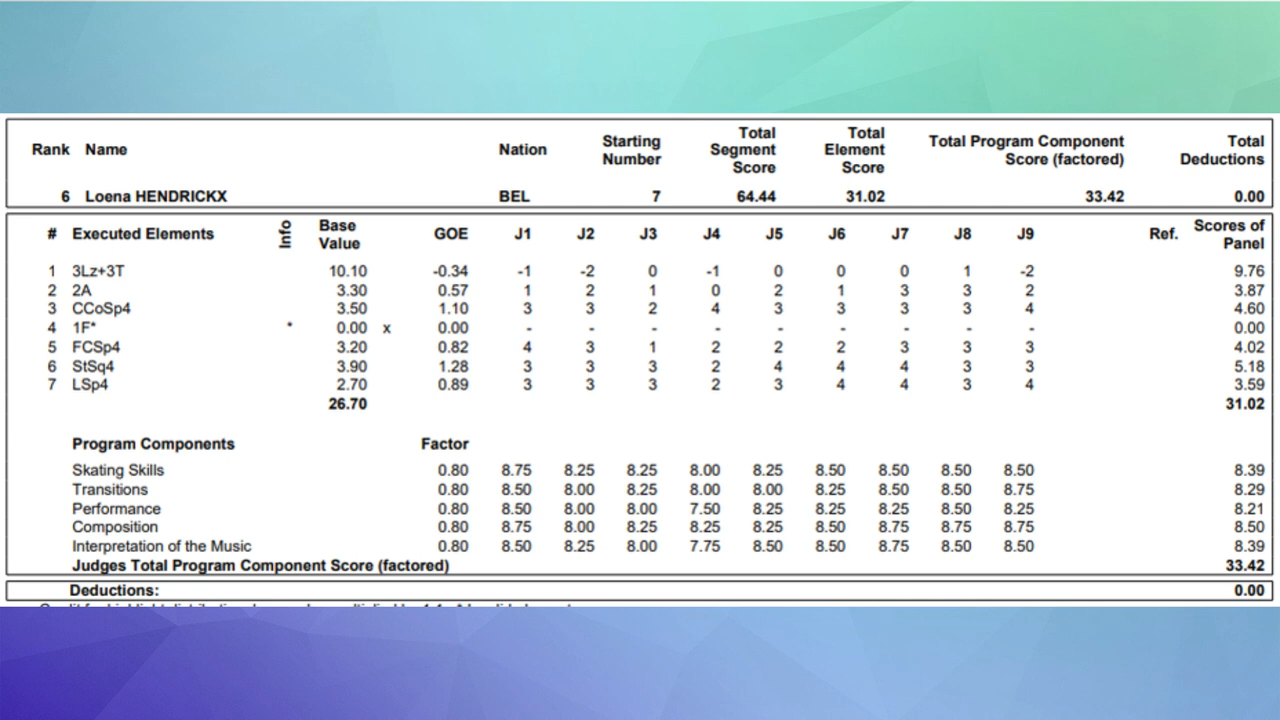 Rank Name Nation Starting Number Total Segment Score Total Element Score Total Program Component Score (factored) Total Deductions
6 Loena HENDRICKX BEL 7 64.44 31.02 33.42 0.00
# Executed Elements Info Base Value GOE J1 J2 J3 J4 J5 J6 J7 J8 J9 Ref. Scores of Panel
1 3Lz+3T 10.10 -0.34 -1 -2 0 -1 0 0 0 1 -2 9.76
2 2A 3.30 0.57 1 2 1 0 2 1 3 3 2 3.87
3 CCoSp4 3.50 1.10 3 3 2 4 3 3 3 3 4 4.60
4 1F* * 0.00 x 0.00 - - - - - - - - - 0.00
5 FCSp4 3.20 0.82 4 3 1 2 2 2 3 3 3 4.02
6 StSq4 3.90 1.28 3 3 3 2 4 4 4 3 3 5.18
7 LSp4 2.70 0.89 3 3 3 2 3 4 4 3 4 3.59
26.70 31.02
Program Components Factor
Skating Skills 0.80 8.75 8.25 8.25 8.00 8.25 8.50 8.50 8.50 8.50 8.39
Transitions 0.80 8.50 8.00 8.25 8.00 8.00 8.25 8.50 8.50 8.75 8.29
Performance 0.80 8.50 8.00 8.00 7.50 8.25 8.25 8.25 8.50 8.25 8.21
Composition 0.80 8.75 8.00 8.25 8.25 8.25 8.50 8.75 8.75 8.75 8.50
Interpretation of the Music 0.80 8.50 8.25 8.00 7.75 8.50 8.50 8.75 8.50 8.50 8.39
Judges Total Program Component Score (factored) 33.42
Deductions: 0.00